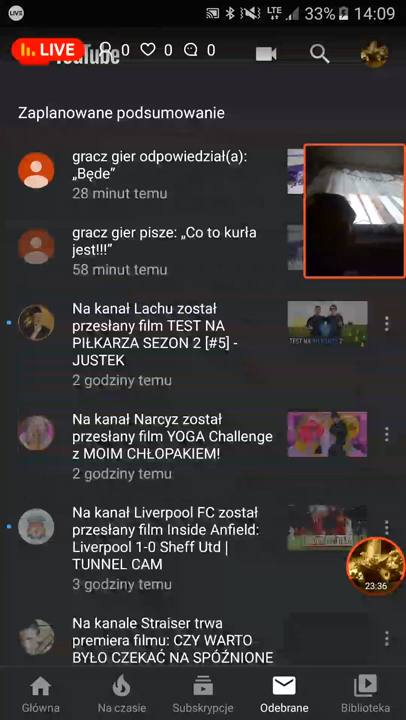 LIVE
LTE 33% 14:09
LIVE 0 0 0
YouTube
Zaplanowane podsumowanie
gracz gier odpowiedział(a):
„Będe”
28 minut temu
gracz gier pisze: „Co to kurła
jest!!!”
58 minut temu
Na kanał Lachu został
przesłany film TEST NA
PIŁKARZA SEZON 2 [#5] -
JUSTEK
2 godziny temu
TEST NA PIŁKARZA 2
Na kanał Narcyz został
przesłany film YOGA Challenge
z MOIM CHŁOPAKIEM!
2 godziny temu
Na kanał Liverpool FC został
przesłany film Inside Anfield:
Liverpool 1-0 Sheff Utd |
TUNNEL CAM
3 godziny temu
23:36
Na kanale Straiser trwa
premiera filmu: CZY WARTO
BYŁO CZEKAĆ NA SPÓŹNIONE
Główna
Na czasie
Subskrypcje
Odebrane
Biblioteka